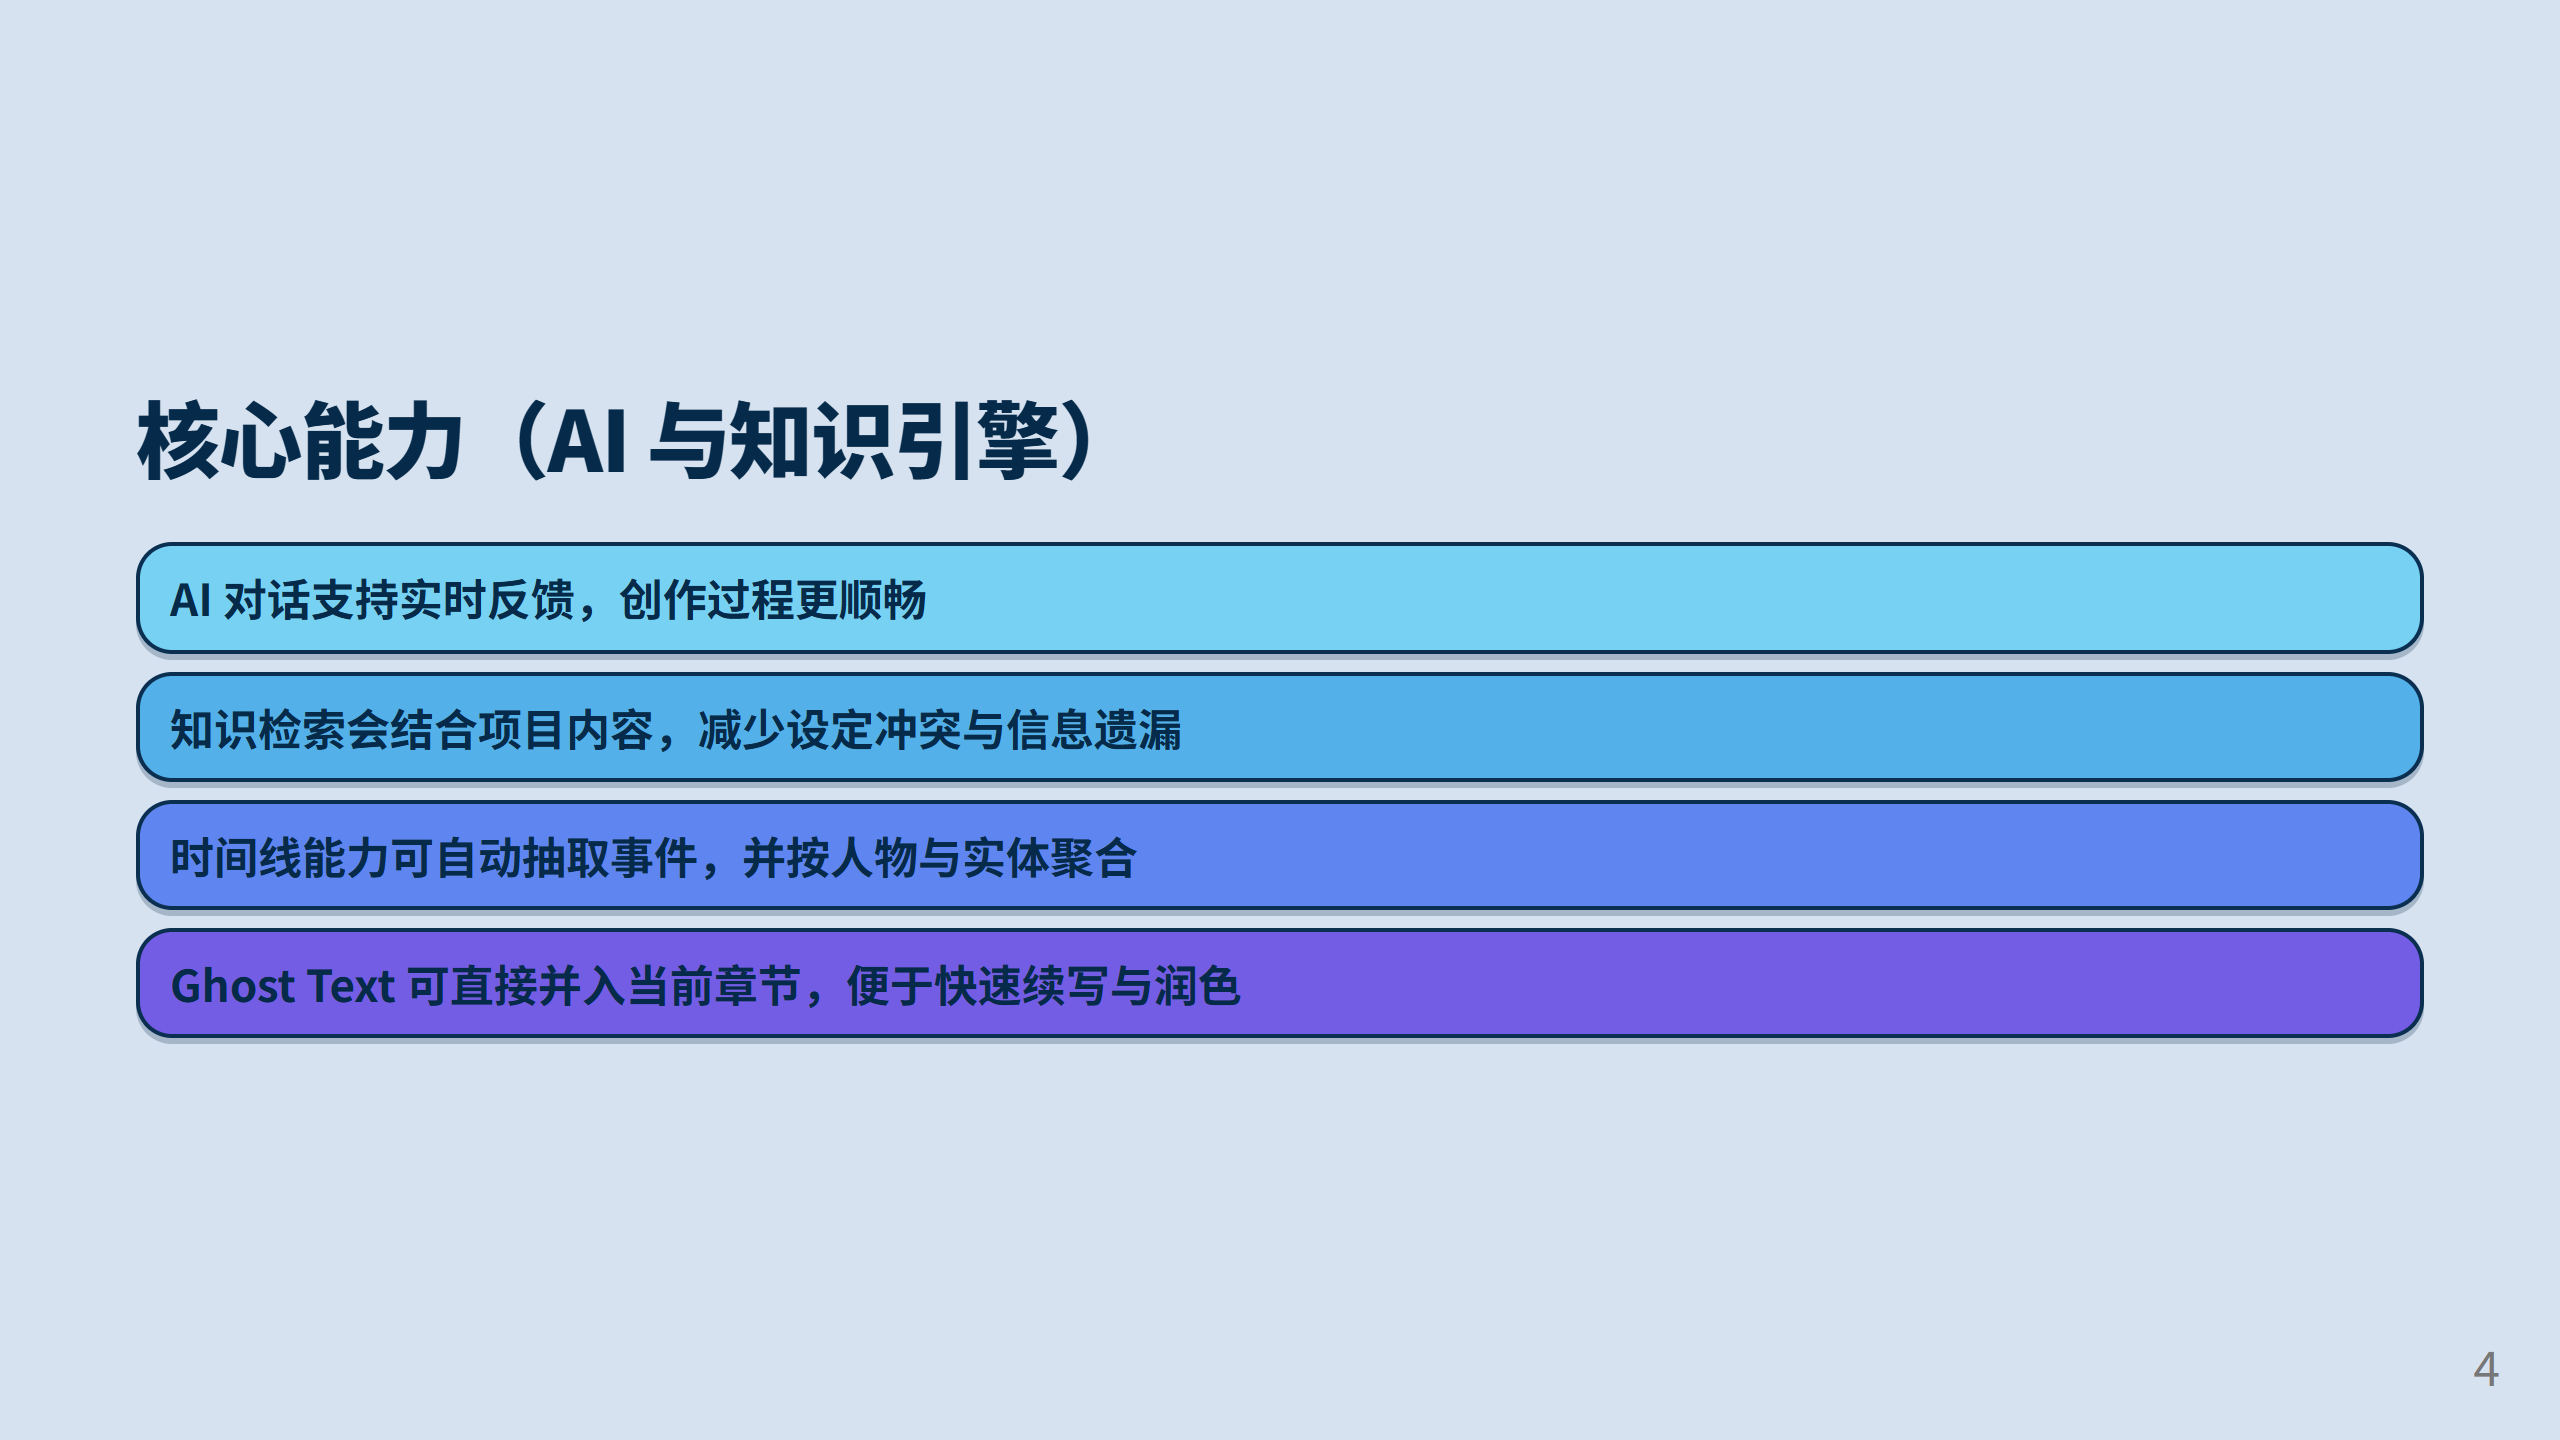 核心能力（AI 与知识引擎）
AI 对话支持实时反馈，创作过程更顺畅
知识检索会结合项目内容，减少设定冲突与信息遗漏
时间线能力可自动抽取事件，并按人物与实体聚合
Ghost Text 可直接并入当前章节，便于快速续写与润色
4